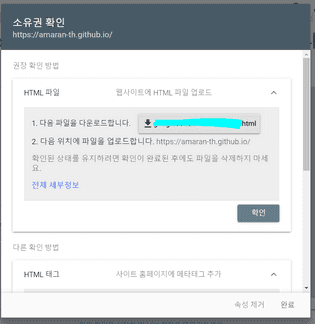 소유권 확인
https://amaran-th.github.io/
권장 확인 방법
HTML 파일 웹사이트에 HTML 파일 업로드
1. 다음 파일을 다운로드합니다. html
2. 다음 위치에 파일을 업로드합니다. https://amaran-th.github.io/
확인된 상태를 유지하려면 확인이 완료된 후에도 파일을 삭제하지 마세
요.
전체 세부정보
확인
다른 확인 방법
HTML 태그 사이트 홈페이지에 메타태그 추가
속성 제거 완료